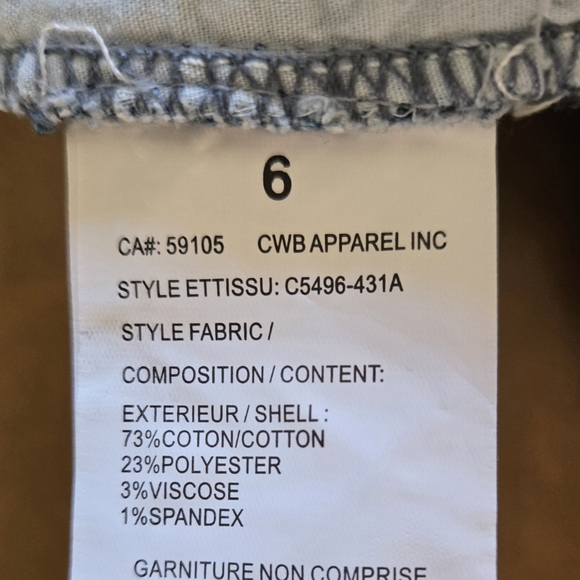 6
CA#: 59105 CWB APPAREL INC
STYLE ETTISSU: C5496-431A
STYLE FABRIC /
COMPOSITION / CONTENT:
EXTERIEUR / SHELL :
73%COTON/COTTON
23%POLYESTER
3%VISCOSE
1%SPANDEX
GARNITURE NON COMPRISE